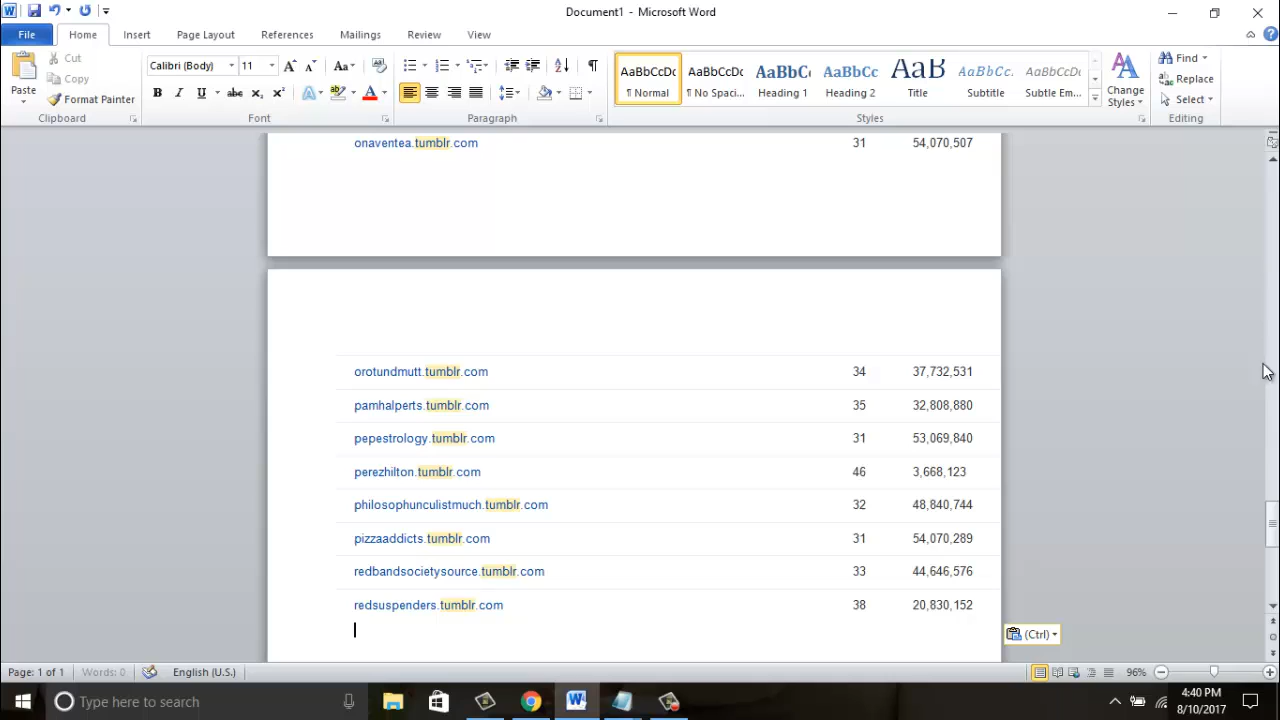 Document1 - Microsoft Word
File Home Insert Page Layout References Mailings Review View
Paste
Cut
Copy
Format Painter
Clipboard
Calibri (Body) 11
Font
Paragraph
AaBbCcDc AaBbCcDc AaBbCc AaBbCc AaB AaBbCc. AaBbCcDc
¶ Normal ¶ No Spaci... Heading 1 Heading 2 Title Subtitle Subtle Em...
Change Styles
Styles
Find
Replace
Select
Editing
onaventea.tumblr.com 31 54,070,507
orotundmutt.tumblr.com 34 37,732,531
pamhalperts.tumblr.com 35 32,808,880
pepestrology.tumblr.com 31 53,069,840
perezhilton.tumblr.com 46 3,668,123
philosophunculistmuch.tumblr.com 32 48,840,744
pizzaaddicts.tumblr.com 31 54,070,289
redbandsocietysource.tumblr.com 33 44,646,576
redsuspenders.tumblr.com 38 20,830,152
(Ctrl)
Page: 1 of 1 Words: 0 English (U.S.) 96%
Type here to search
4:40 PM
8/10/2017